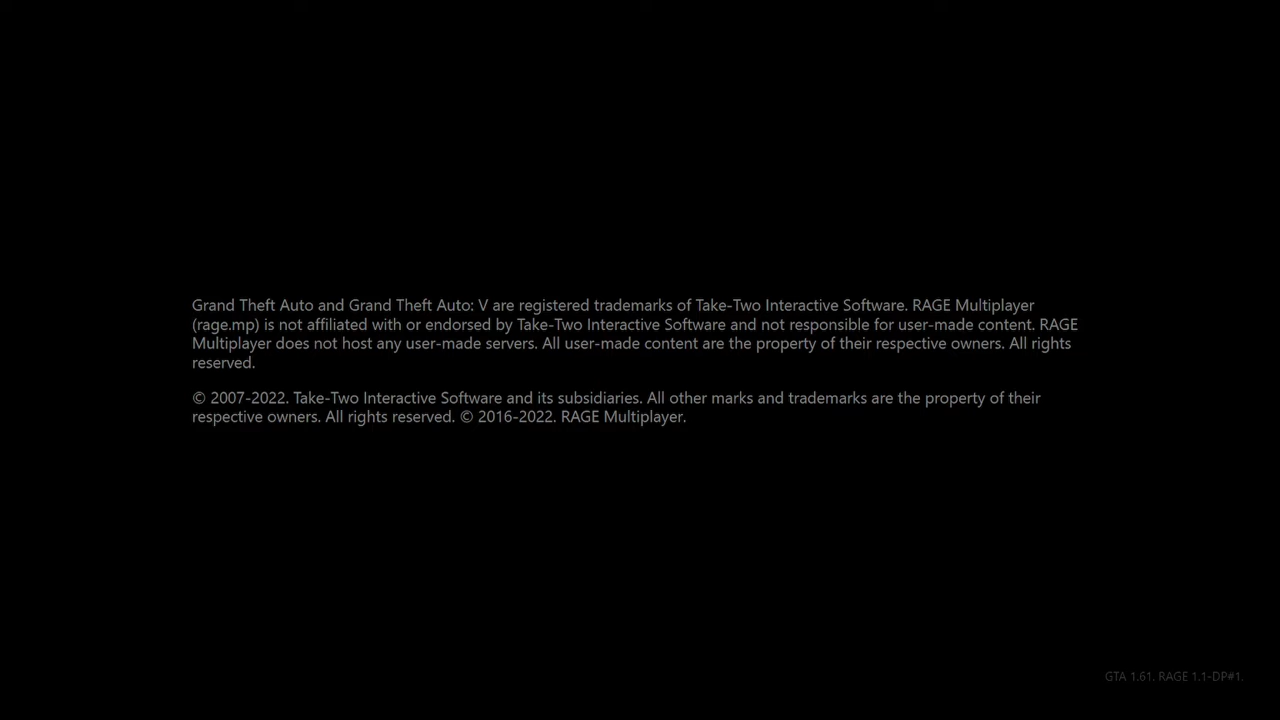 Grand Theft Auto and Grand Theft Auto: V are registered trademarks of Take-Two Interactive Software. RAGE Multiplayer
(rage.mp) is not affiliated with or endorsed by Take-Two Interactive Software and not responsible for user-made content. RAGE
Multiplayer does not host any user-made servers. All user-made content are the property of their respective owners. All rights
reserved.
© 2007-2022. Take-Two Interactive Software and its subsidiaries. All other marks and trademarks are the property of their
respective owners. All rights reserved. © 2016-2022. RAGE Multiplayer.
GTA 1.61. RAGE 1.1-DP#1.